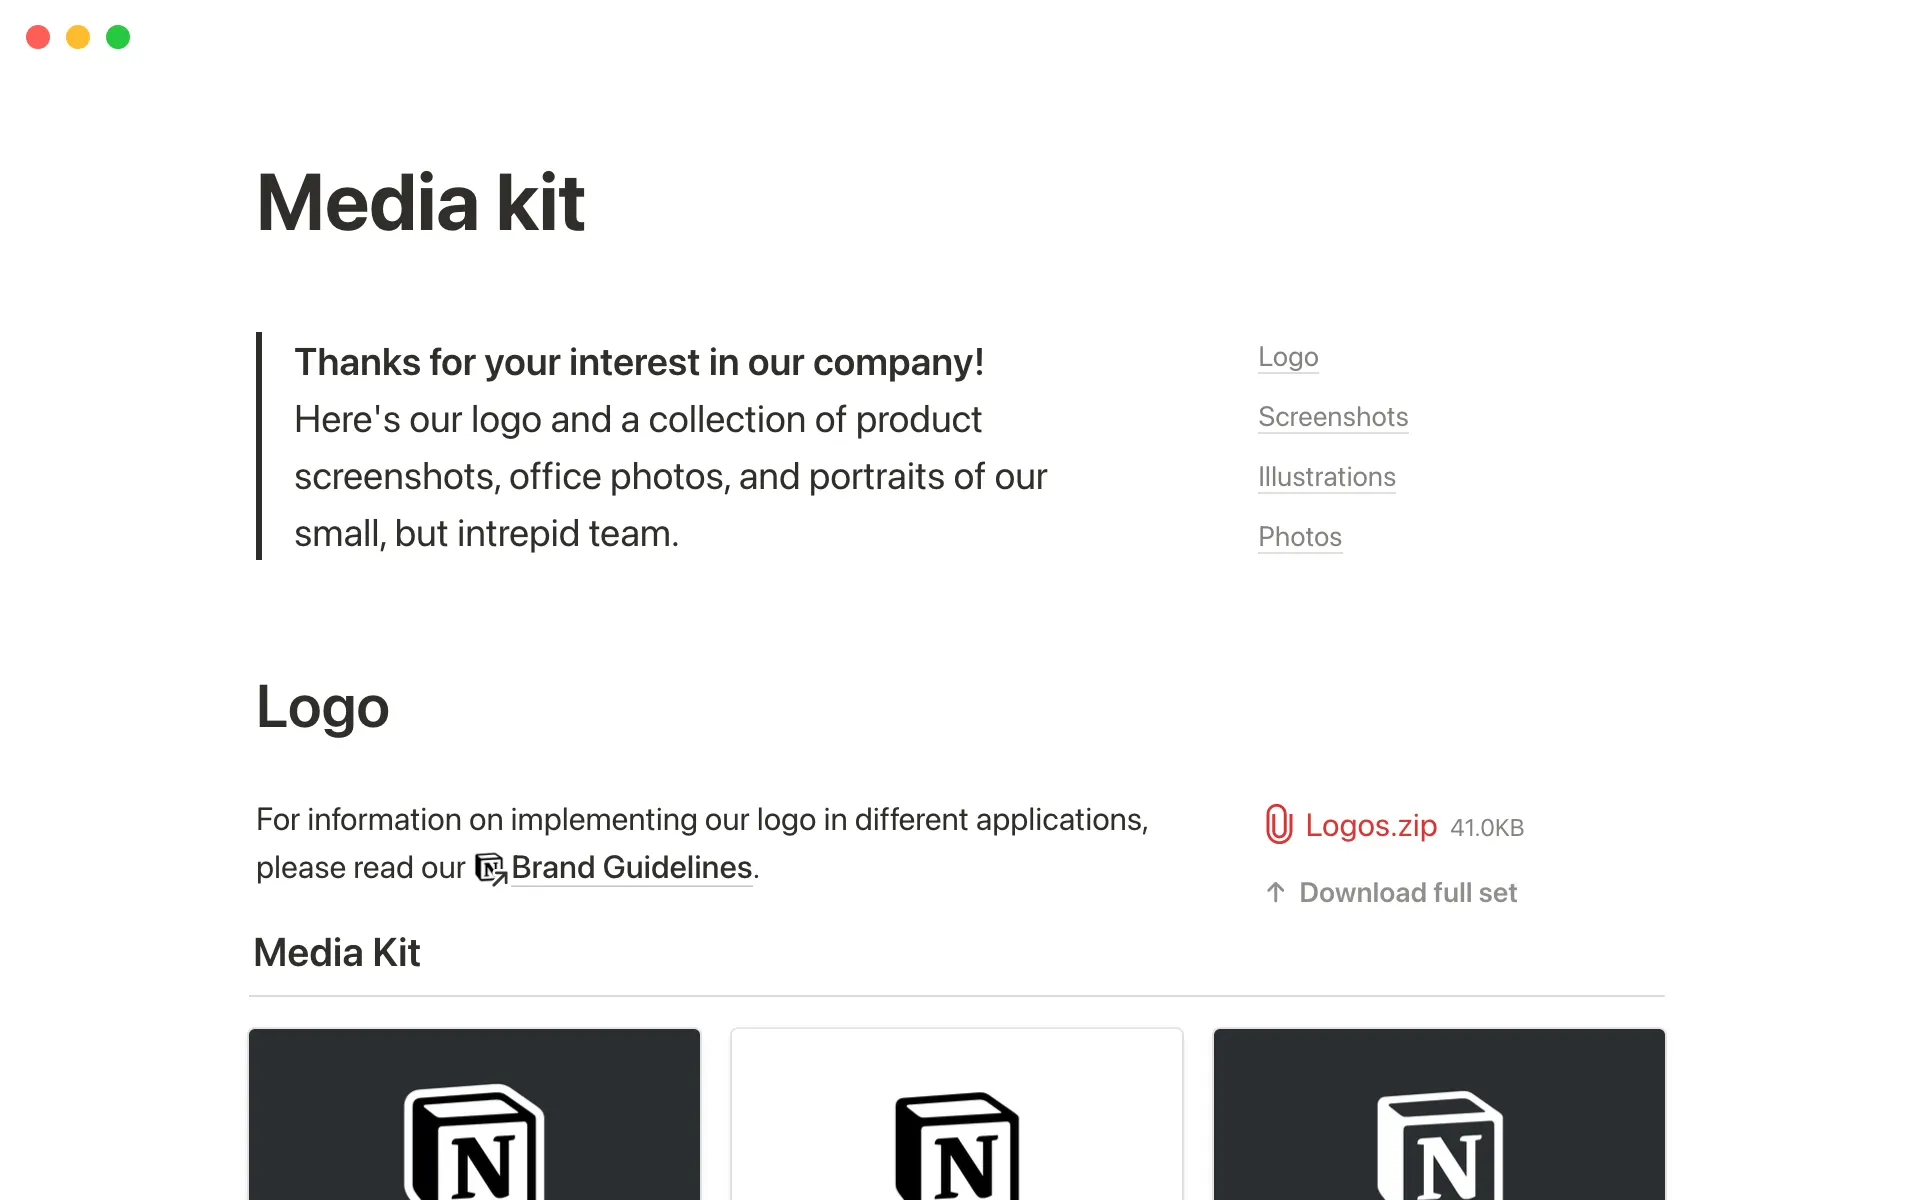 Media kit
Thanks for your interest in our company!
Here's our logo and a collection of product
screenshots, office photos, and portraits of our
small, but intrepid team.
Logo
Screenshots
Illustrations
Photos
Logo
For information on implementing our logo in different applications,
please read our Brand Guidelines.
Logos.zip 41.0KB
↑ Download full set
Media Kit
N
N
N